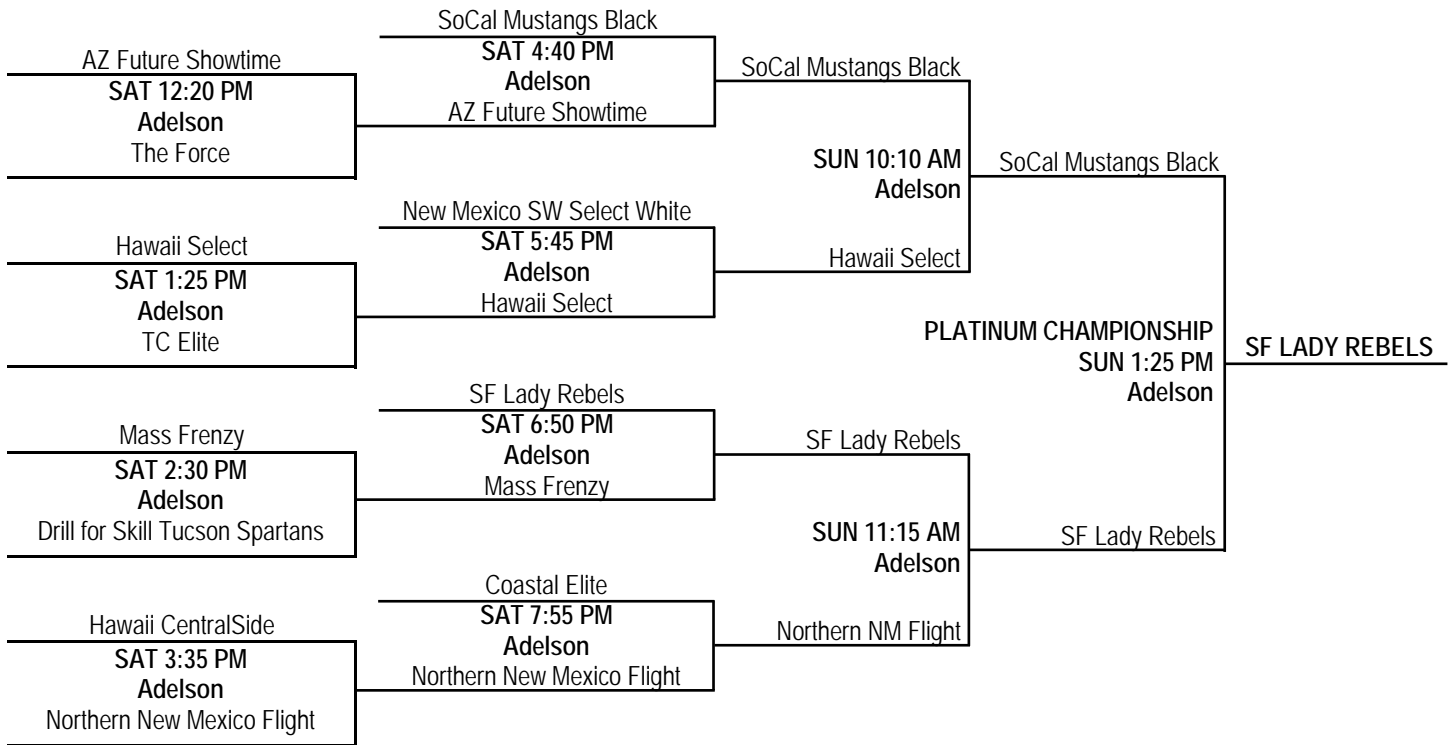 AZ Future Showtime
SAT 12:20 PM
Adelson
The Force
Hawaii Select
SAT 1:25 PM
Adelson
TC Elite
Mass Frenzy
SAT 2:30 PM
Adelson
Drill for Skill Tucson Spartans
Hawaii CentralSide
SAT 3:35 PM
Adelson
Northern New Mexico Flight
SoCal Mustangs Black
SAT 4:40 PM
Adelson
AZ Future Showtime
New Mexico SW Select White
SAT 5:45 PM
Adelson
Hawaii Select
SF Lady Rebels
SAT 6:50 PM
Adelson
Mass Frenzy
Coastal Elite
SAT 7:55 PM
Adelson
Northern New Mexico Flight
SoCal Mustangs Black
SUN 10:10 AM
Adelson
Hawaii Select
SF Lady Rebels
SUN 11:15 AM
Adelson
Northern NM Flight
SoCal Mustangs Black
PLATINUM CHAMPIONSHIP
SUN 1:25 PM
Adelson
SF Lady Rebels
SF LADY REBELS